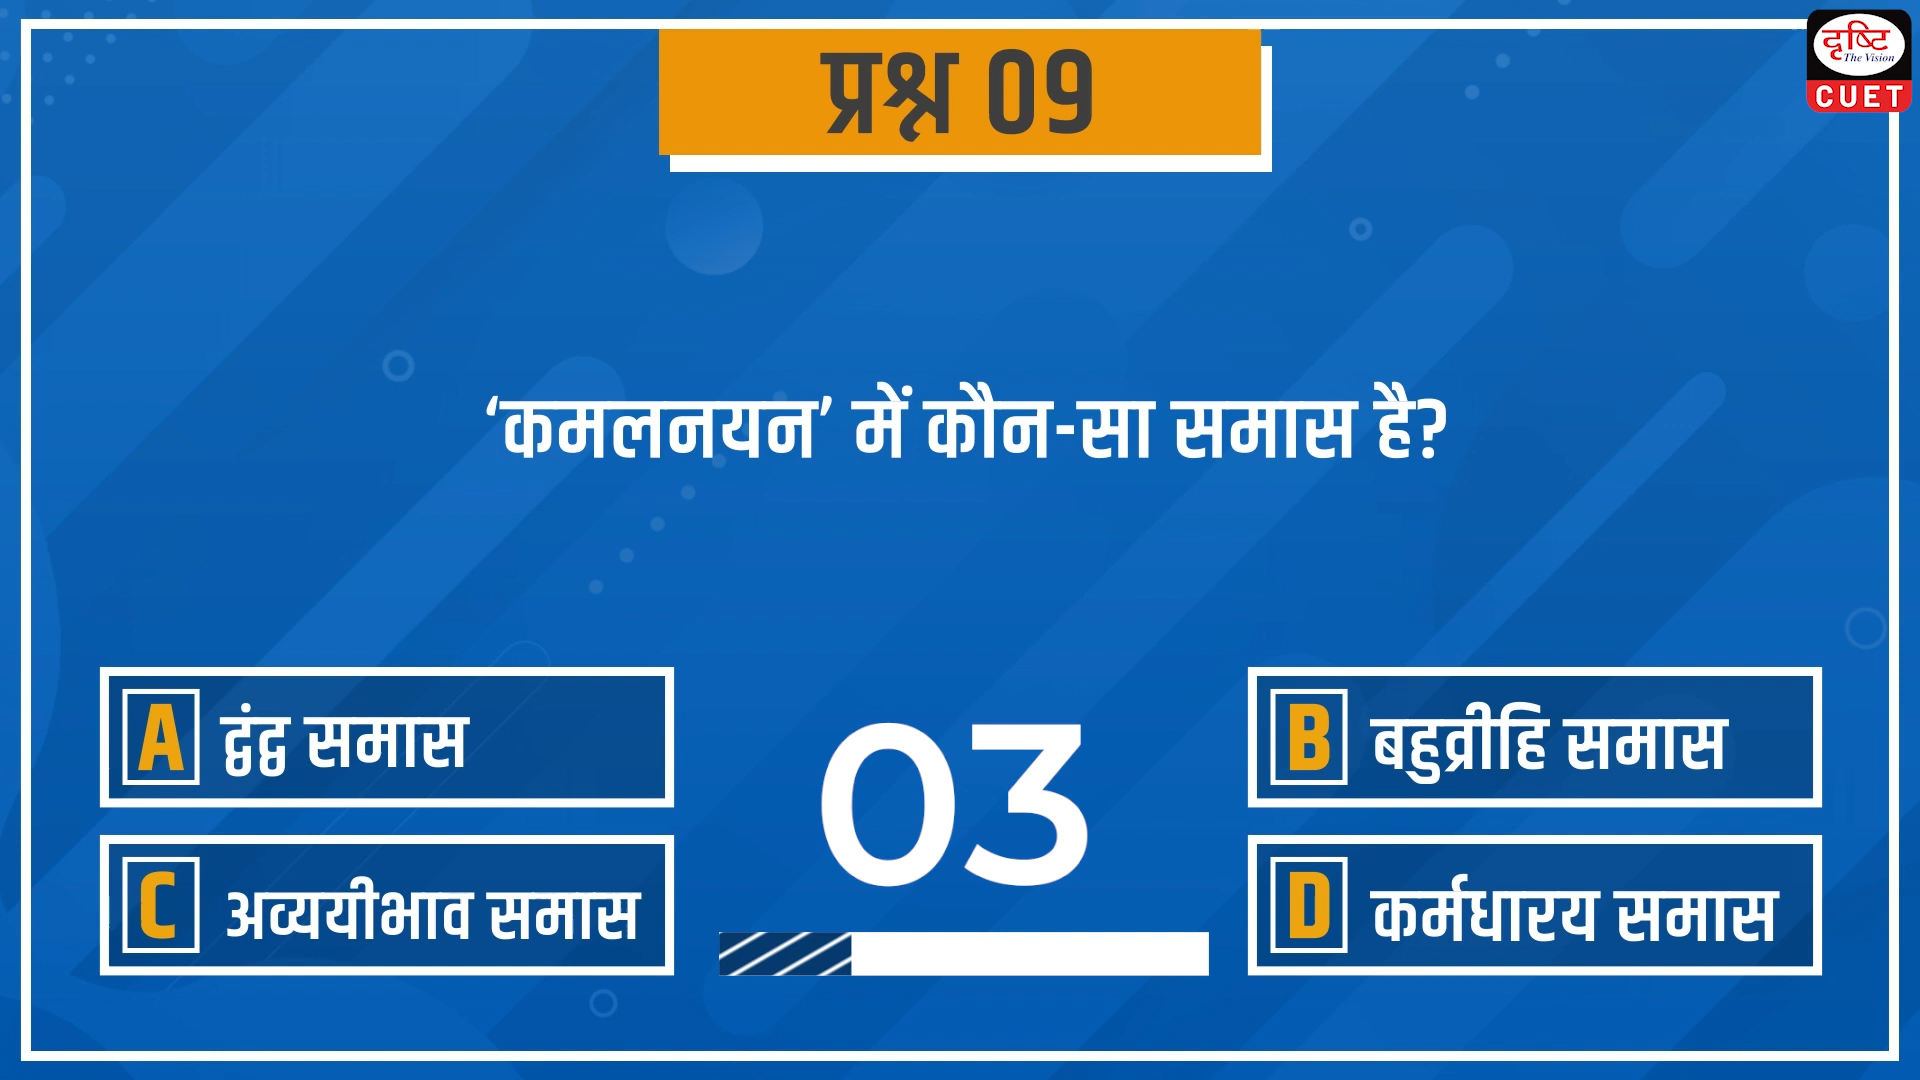 प्रश्न 09
दृष्टि
The Vision
CUET
‘कमलनयन’ में कौन-सा समास है?
A द्वंद्व समास
B बहुव्रीहि समास
03
C अव्ययीभाव समास
D कर्मधारय समास